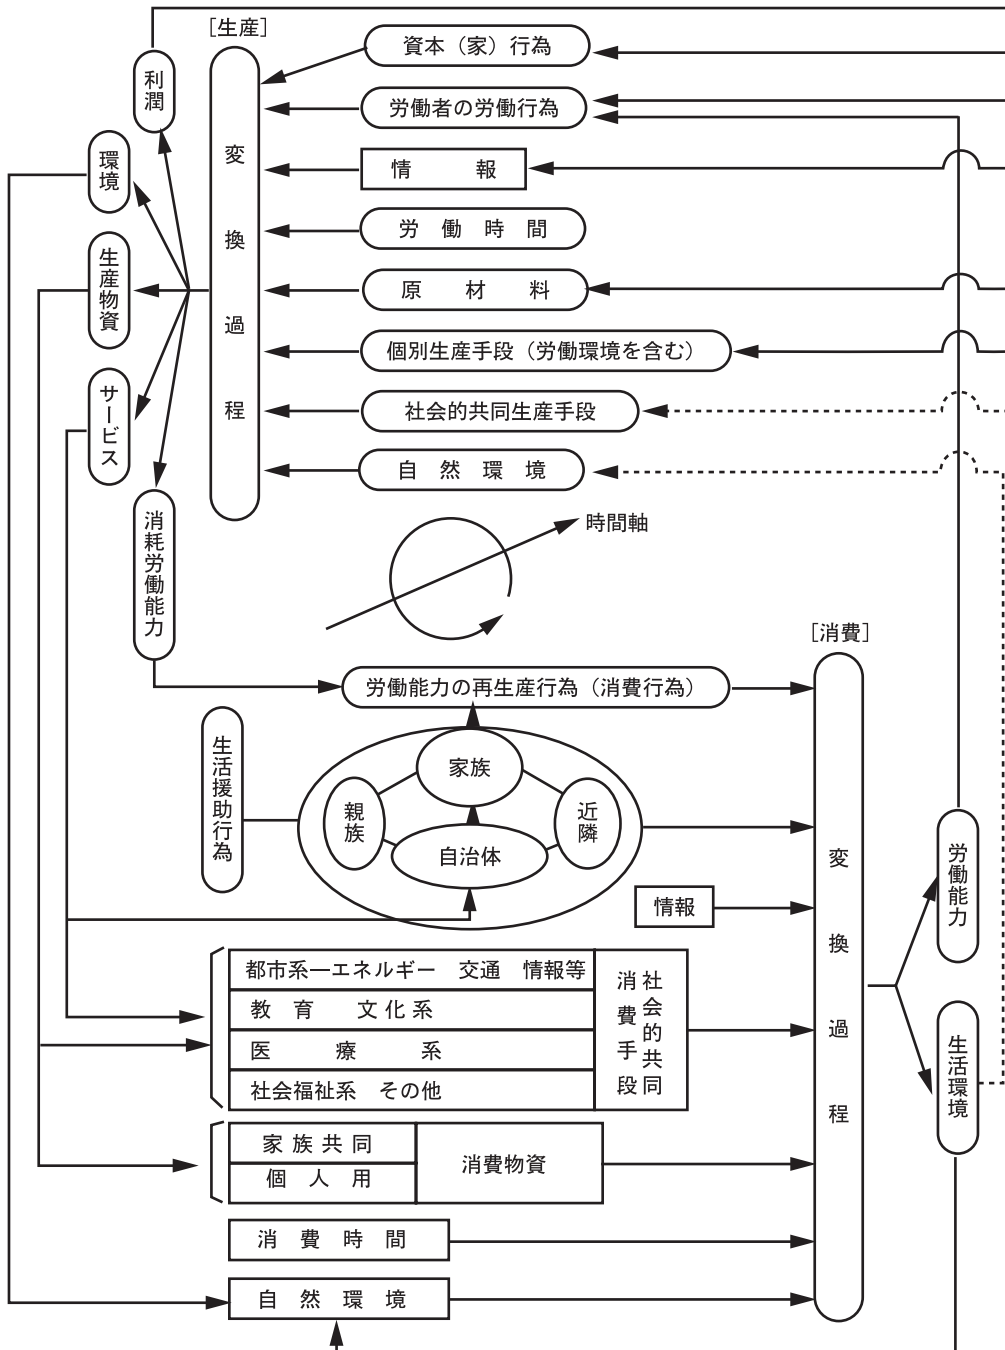 [生産]
利潤
環境
生産物資
サービス
消耗労働能力
変換過程
資本（家）行為
労働者の労働行為
情報
労働時間
原材料
個別生産手段（労働環境を含む）
社会的共同生産手段
自然環境
時間軸
[消費]
労働能力の再生産行為（消費行為）
生活援助行為
家族
親族
近隣
自治体
情報
都市系―エネルギー　交通　情報等
教育　文化系
医療系
社会福祉系　その他
社会的共同
消費手段
家族共同
個人用
消費物資
消費時間
自然環境
変換過程
労働能力
生活環境